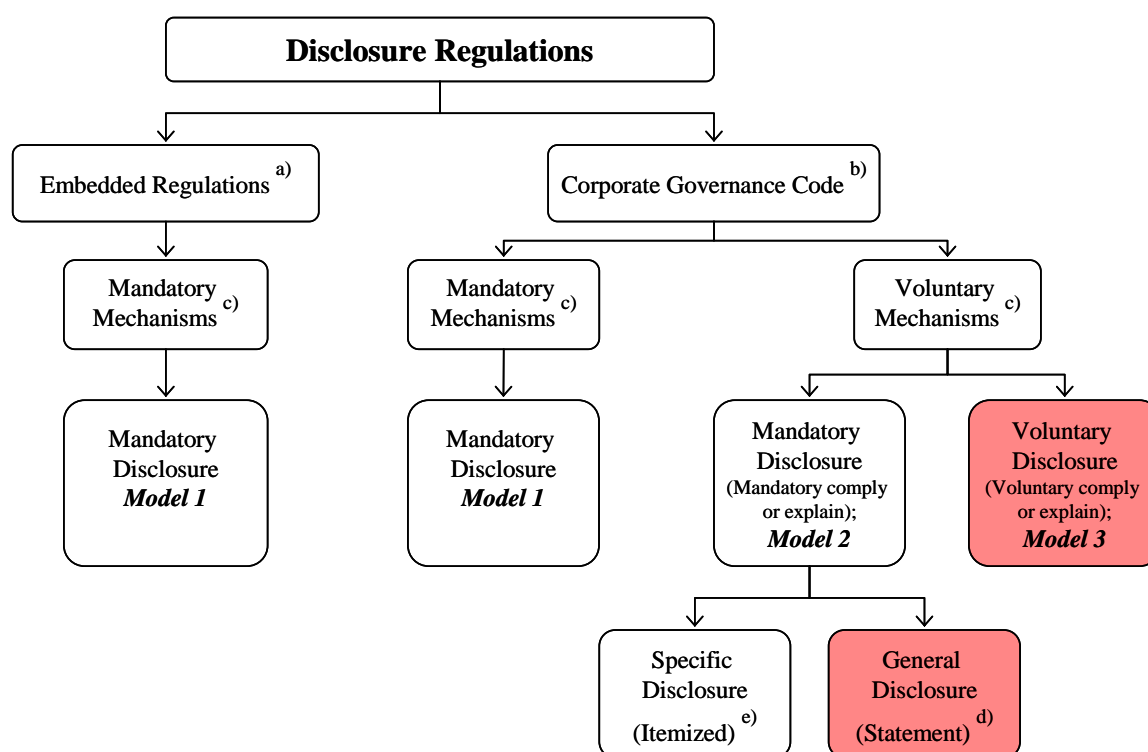 Disclosure Regulations
Embedded Regulations a)
Corporate Governance Code b)
Mandatory
Mechanisms c)
Mandatory
Mechanisms c)
Voluntary
Mechanisms c)
Mandatory
Disclosure
Model 1
Mandatory
Disclosure
Model 1
Mandatory
Disclosure
(Mandatory comply
or explain);
Model 2
Voluntary
Disclosure
(Voluntary comply
or explain);
Model 3
Specific
Disclosure
(Itemized) e)
General
Disclosure
(Statement) d)